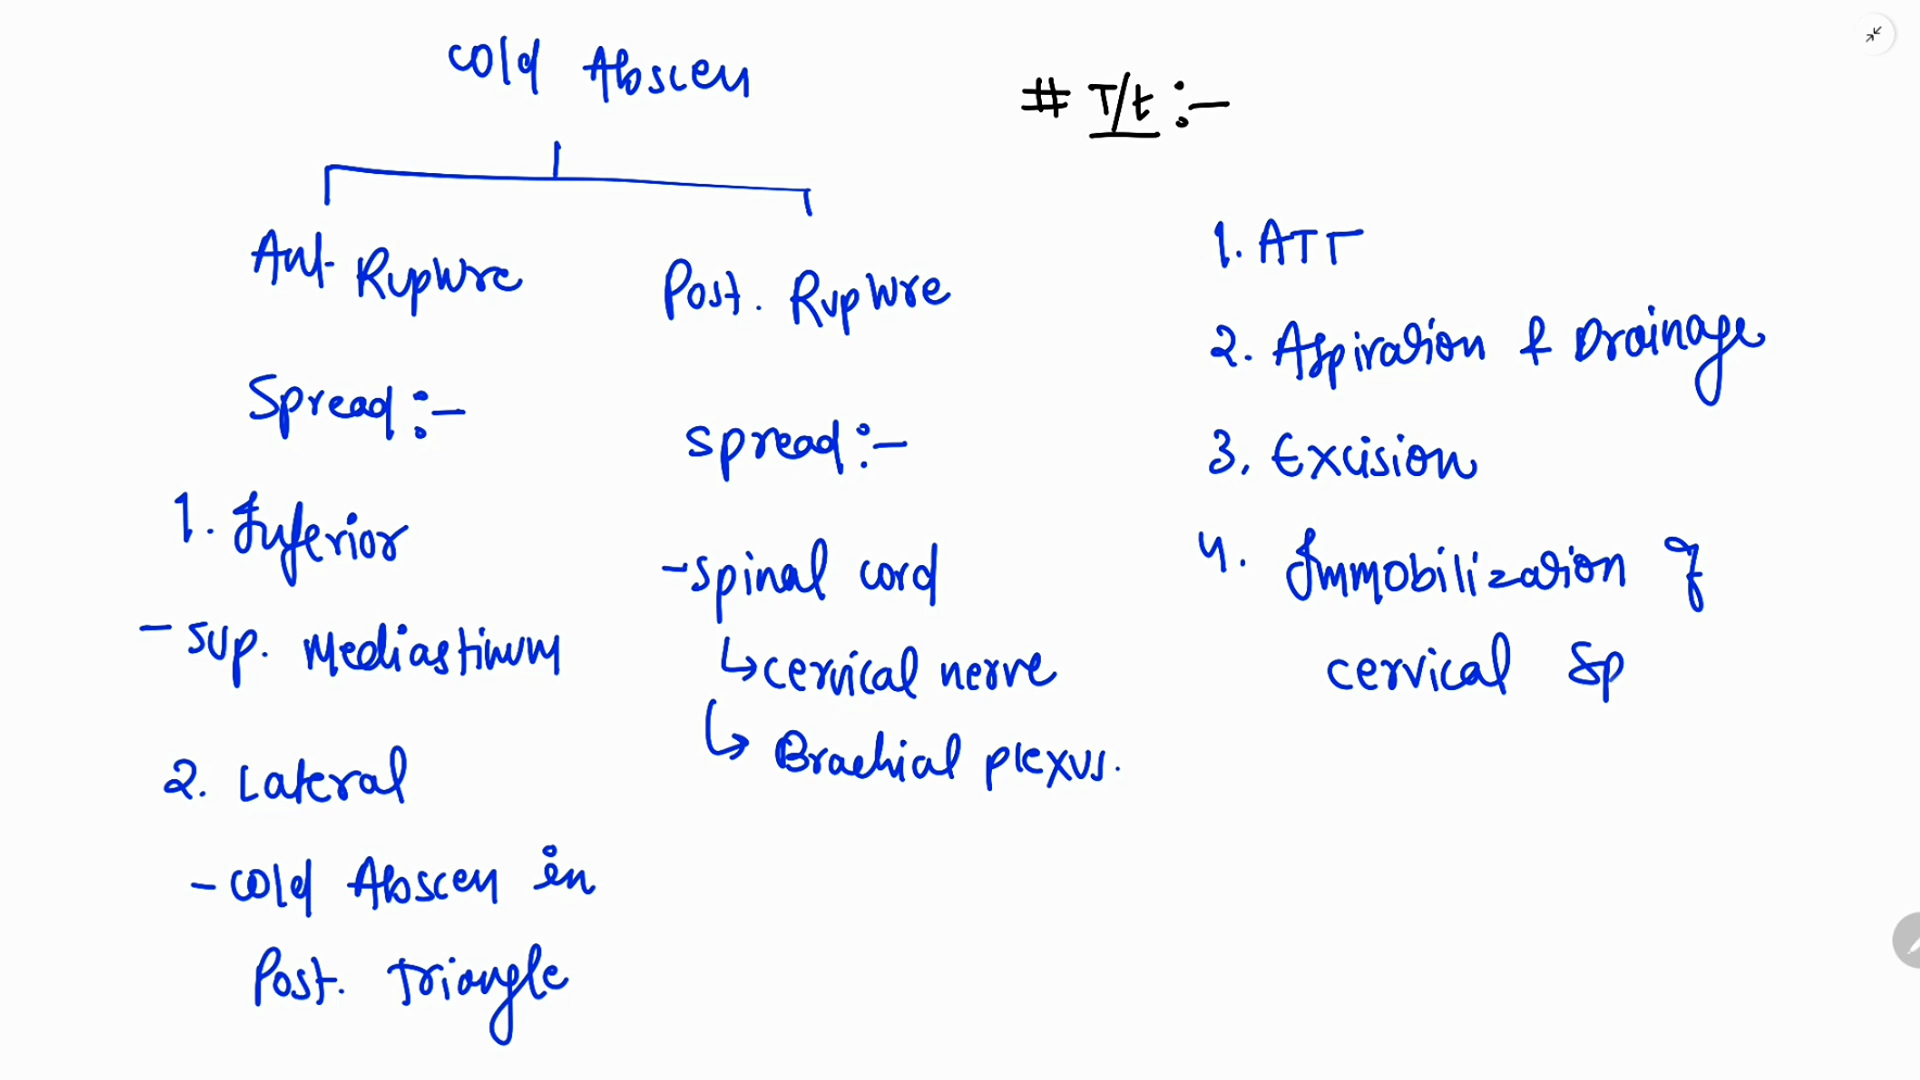 Cold Abscess
Ant. Rupture
Spread :-
1. Inferior
- Sup. Mediastinum
2. Lateral
- Cold Abscess in
Post. Triangle
Post. Rupture
Spread :-
- Spinal cord
↳ cervical nerve
↳ Brachial plexus.
# T/t :-
1. ATT
2. Aspiration & Drainage
3. Excision
4. Immobilization of
cervical Sp